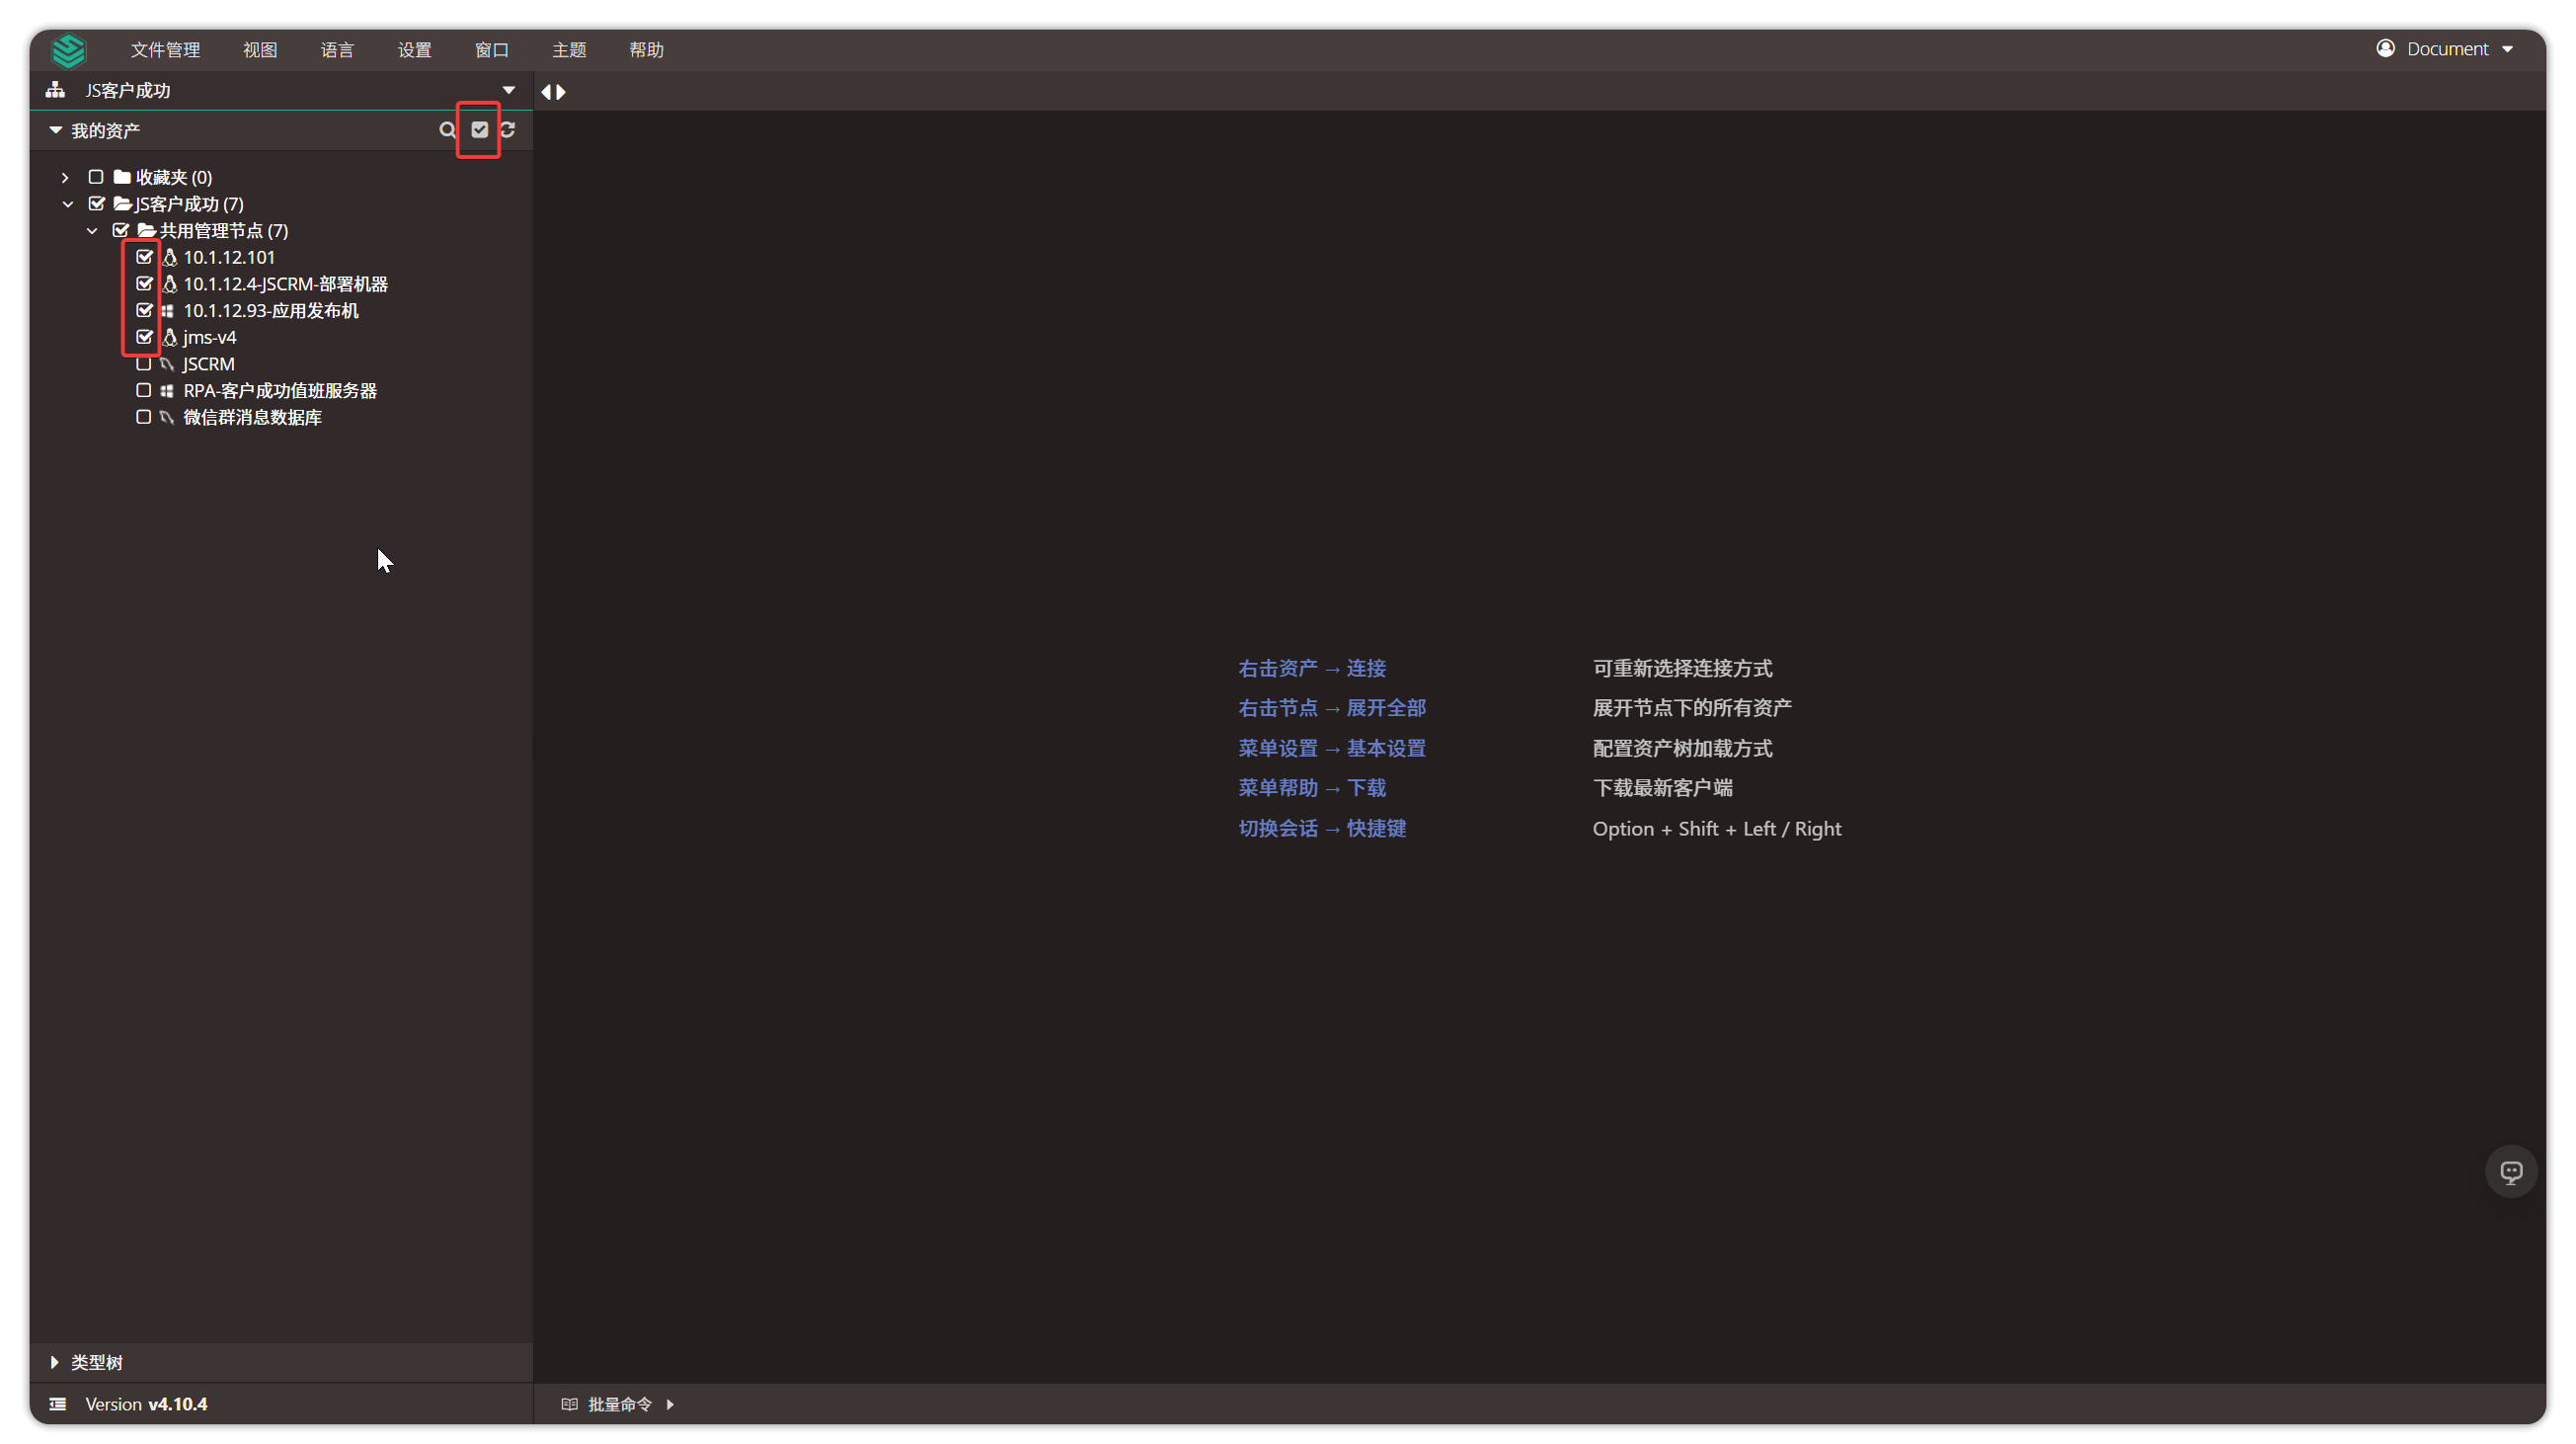 文件管理 视图 语言 设置 窗口 主题 帮助 Document
JS客户成功
我的资产
收藏夹 (0)
JS客户成功 (7)
共用管理节点 (7)
10.1.12.101
10.1.12.4-JSCRM-部署机器
10.1.12.93-应用发布机
jms-v4
JSCRM
RPA-客户成功值班服务器
微信群消息数据库
右击资产 → 连接 可重新选择连接方式
右击节点 → 展开全部 展开节点下的所有资产
菜单设置 → 基本设置 配置资产树加载方式
菜单帮助 → 下载 下载最新客户端
切换会话 → 快捷键 Option + Shift + Left / Right
类型树
Version v4.10.4 批量命令